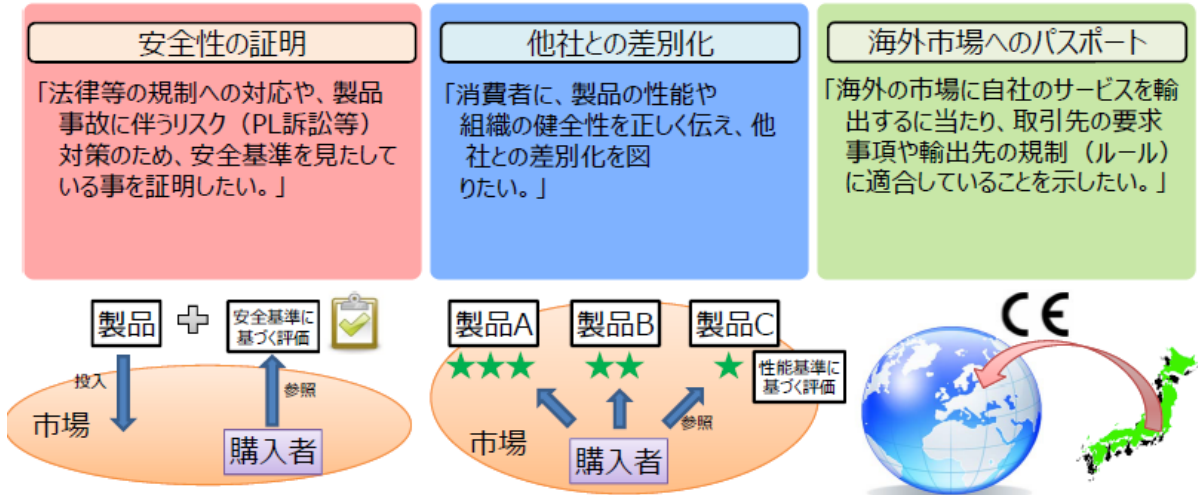 安全性の証明
「法律等の規制への対応や、製品
事故に伴うリスク（PL訴訟等）
対策のため、安全基準を見たして
いる事を証明したい。」
他社との差別化
「消費者に、製品の性能や
組織の健全性を正しく伝え、他
社との差別化を図
りたい。」
海外市場へのパスポート
「海外の市場に自社のサービスを輸
出するに当たり、取引先の要求
事項や輸出先の規制（ルール）
に適合していることを示したい。」
製品
安全基準に
基づく評価
投入
参照
市場
購入者
製品A
製品B
製品C
★★★
★★
★
性能基準に
基づく評価
参照
市場
購入者
CE